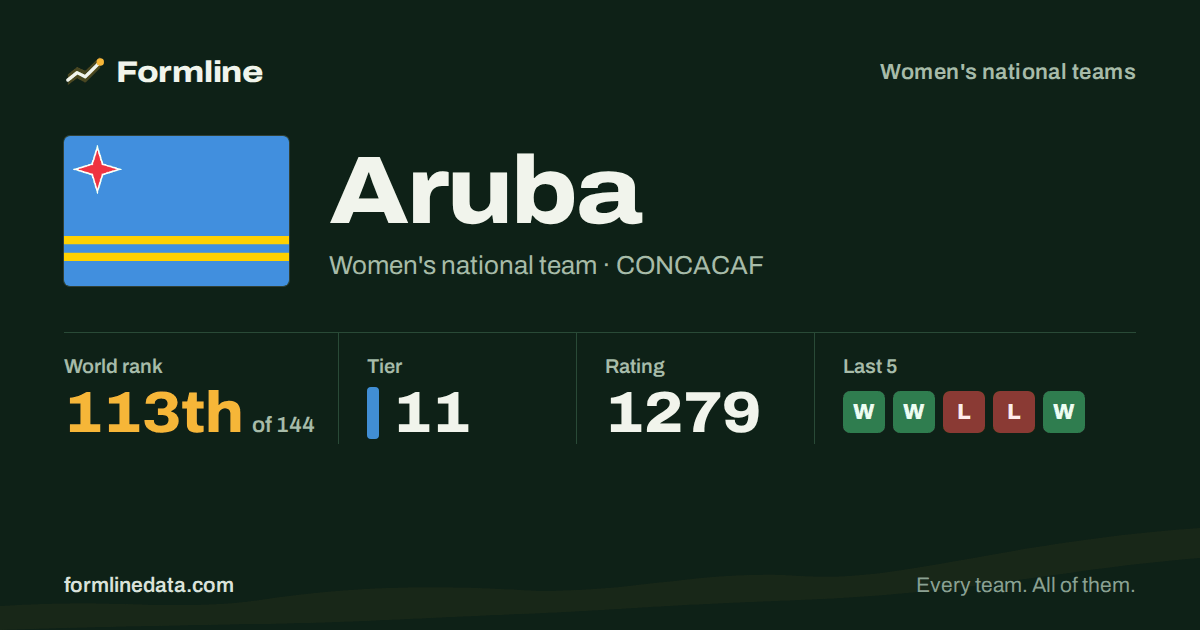 Formline
Women's national teams
Aruba
Women's national team · CONCACAF
World rank
113th of 144
Tier
11
Rating
1279
Last 5
W W L L W
formlinedata.com
Every team. All of them.